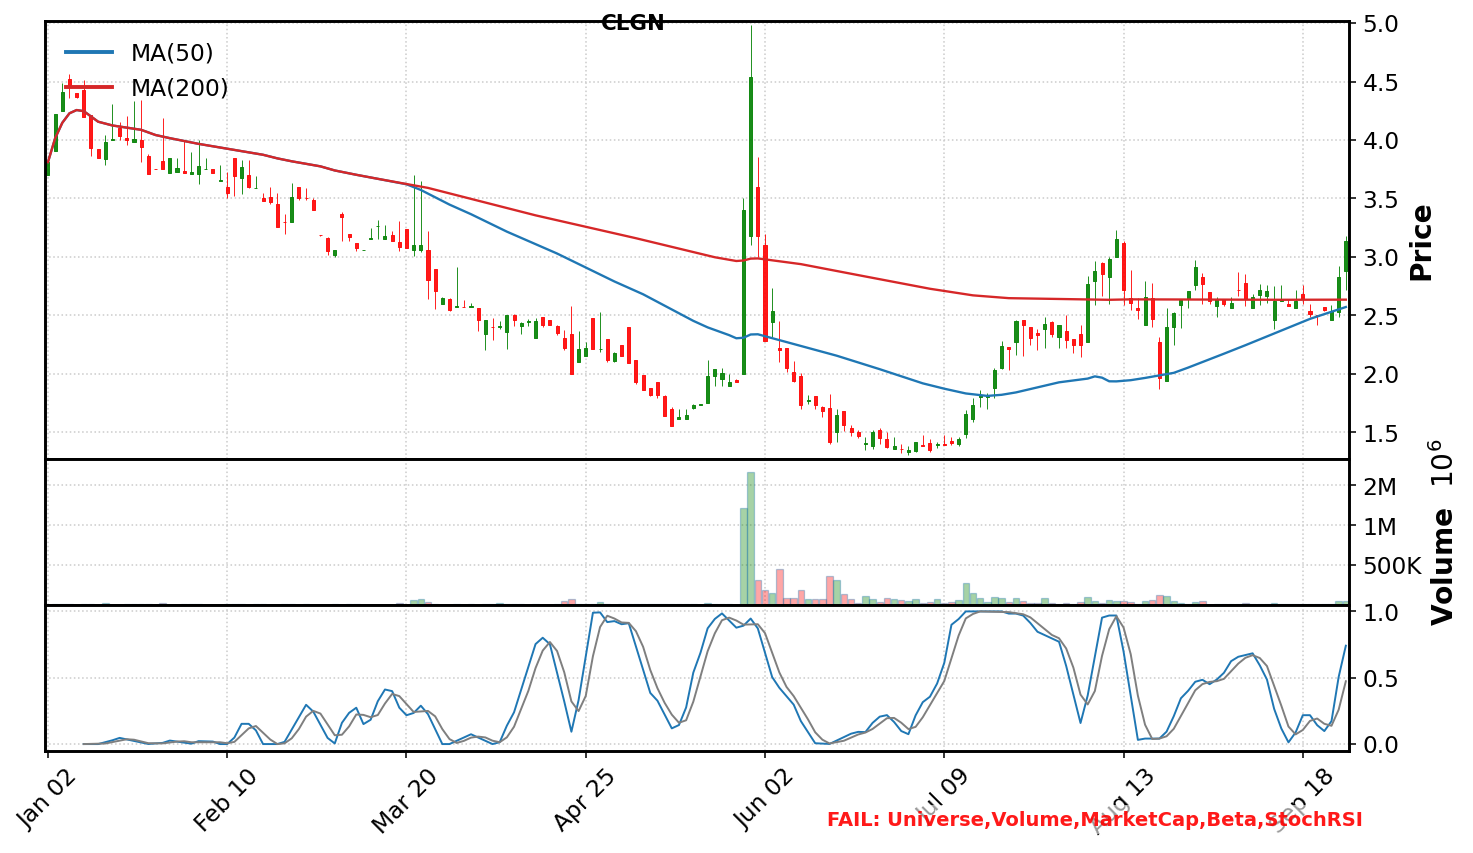 CLGN
MA(50)
MA(200)
5.0
4.5
4.0
3.5
3.0
2.5
2.0
1.5
Price
2M
1M
500K
Volume 10^6
1.0
0.5
0.0
Jan 02
Feb 10
Mar 20
Apr 25
Jun 02
Jul 09
Aug 13
Sep 18
FAIL: Universe,Volume,MarketCap,Beta,StochRSI